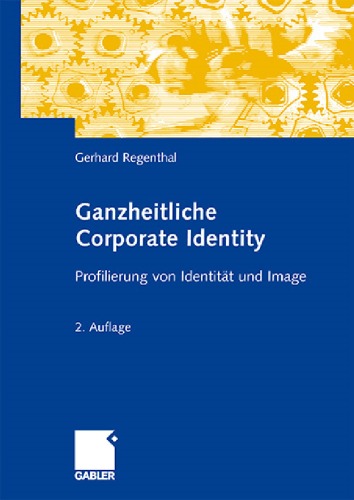 Gerhard Regenthal
Ganzheitliche
Corporate Identity
Profilierung von Identität und Image
2. Auflage
GABLER